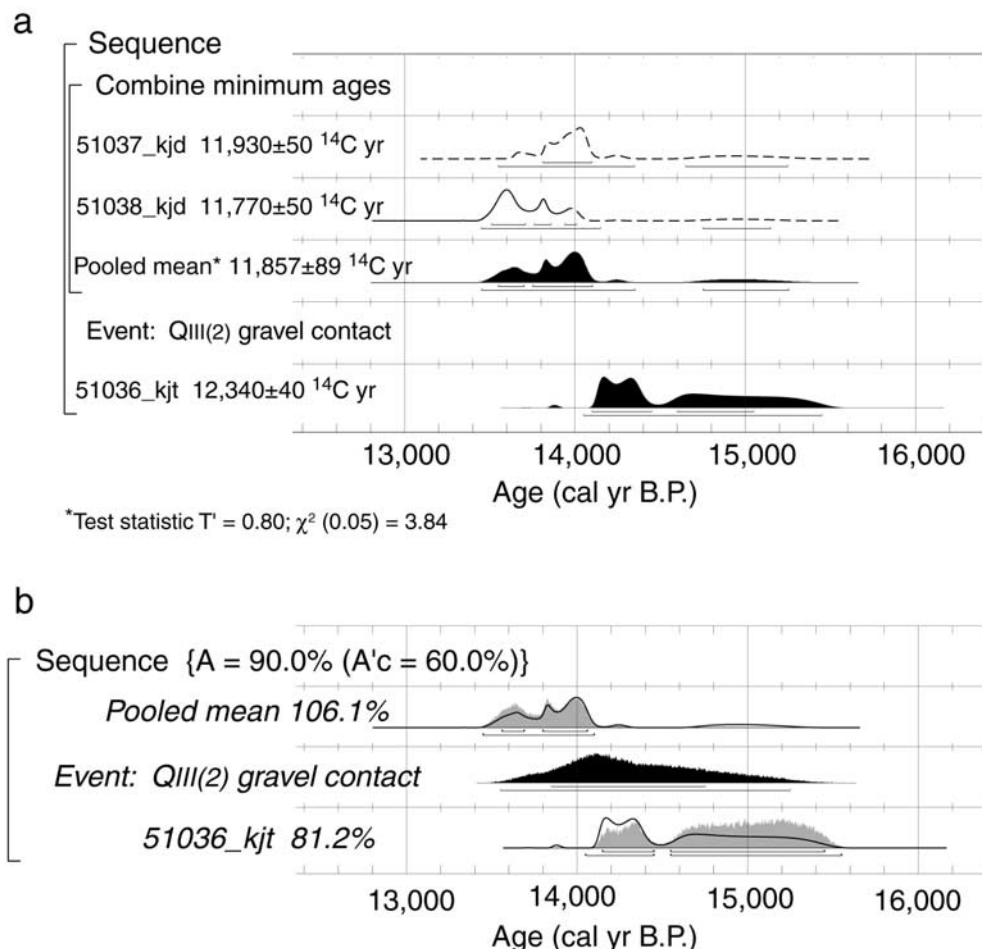 a
Sequence
Combine minimum ages
51037_kjd 11,930±50 ¹⁴C yr
51038_kjd 11,770±50 ¹⁴C yr
Pooled mean* 11,857±89 ¹⁴C yr
Event: QIII(2) gravel contact
51036_kjt 12,340±40 ¹⁴C yr
13,000 14,000 15,000 16,000
Age (cal yr B.P.)
*Test statistic T' = 0.80; χ² (0.05) = 3.84
b
Sequence {A = 90.0% (A'c = 60.0%)}
Pooled mean 106.1%
Event: QIII(2) gravel contact
51036_kjt 81.2%
13,000 14,000 15,000 16,000
Age (cal yr B.P.)